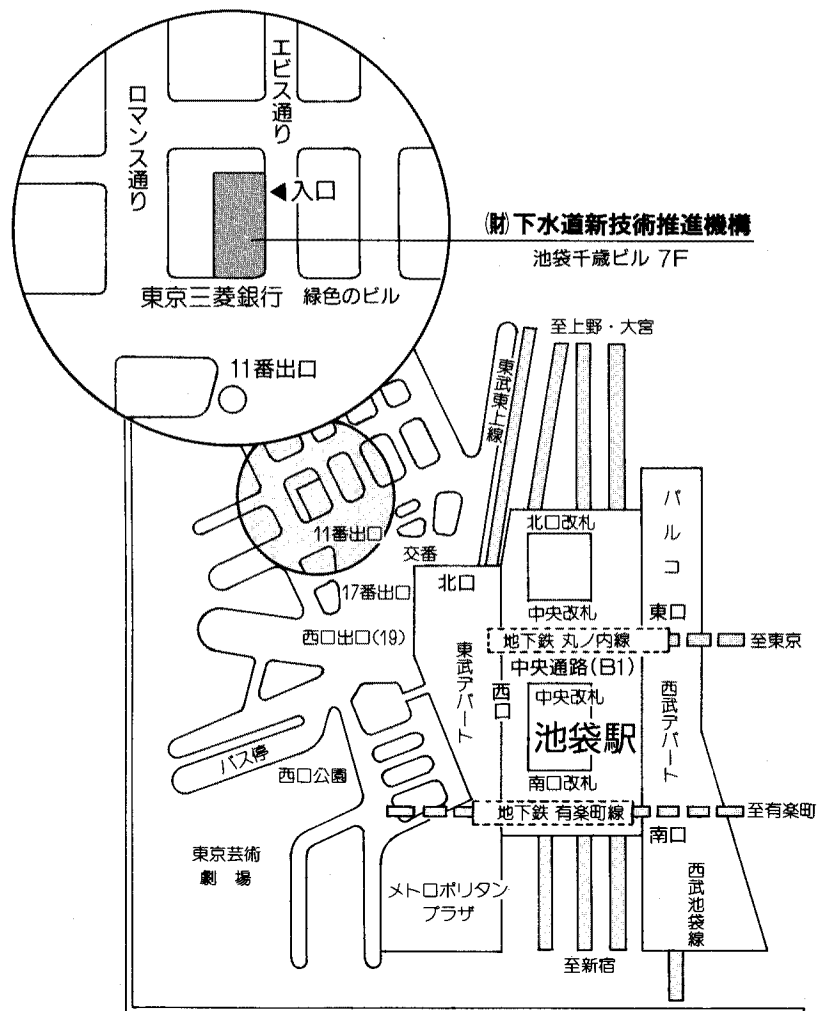 エビス通り
ロマンス通り
◀入口
(財)下水道新技術推進機構
池袋千歳ビル 7F
東京三菱銀行
緑色のビル
11番出口
至上野・大宮
東武東上線
パルコ
北口改札
11番出口
交番
北口
17番出口
中央改札
東口
西口出口(19)
地下鉄 丸ノ内線
至東京
中央通路(B1)
東武デパート
西口
中央改札
西武デパート
池袋駅
バス停
西口公園
南口改札
地下鉄 有楽町線
至有楽町
南口
東京芸術
劇場
メトロポリタン
プラザ
西武池袋線
至新宿